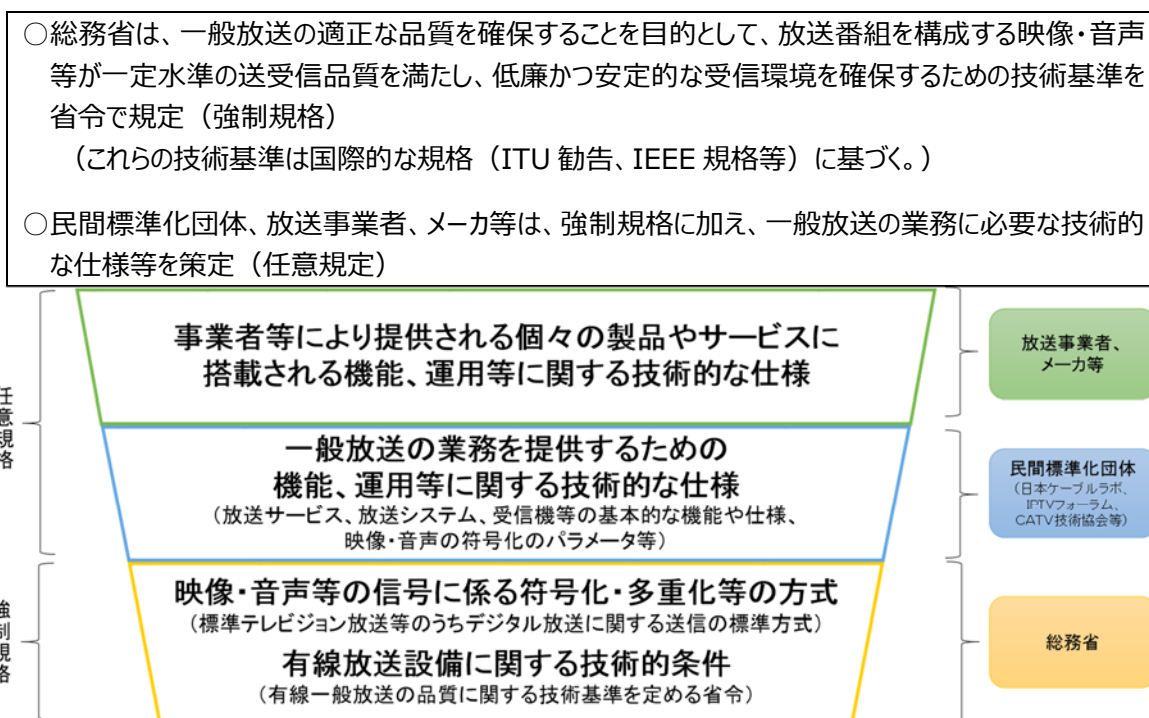 ○総務省は、一般放送の適正な品質を確保することを目的として、放送番組を構成する映像・音声
等が一定水準の送受信品質を満たし、低廉かつ安定的な受信環境を確保するための技術基準を
省令で規定（強制規格）
（これらの技術基準は国際的な規格（ITU 勧告、IEEE 規格等）に基づく。）
○民間標準化団体、放送事業者、メーカ等は、強制規格に加え、一般放送の業務に必要な技術的
な仕様等を策定（任意規定）
任意規格
事業者等により提供される個々の製品やサービスに
搭載される機能、運用等に関する技術的な仕様
放送事業者、
メーカ等
一般放送の業務を提供するための
機能、運用等に関する技術的な仕様
（放送サービス、放送システム、受信機等の基本的な機能や仕様、
映像・音声の符号化のパラメータ等）
民間標準化団体
（日本ケーブルラボ、
IPTVフォーラム、
CATV技術協会等）
強制規格
映像・音声等の信号に係る符号化・多重化等の方式
（標準テレビジョン放送等のうちデジタル放送に関する送信の標準方式）
有線放送設備に関する技術的条件
（有線一般放送の品質に関する技術基準を定める省令）
総務省